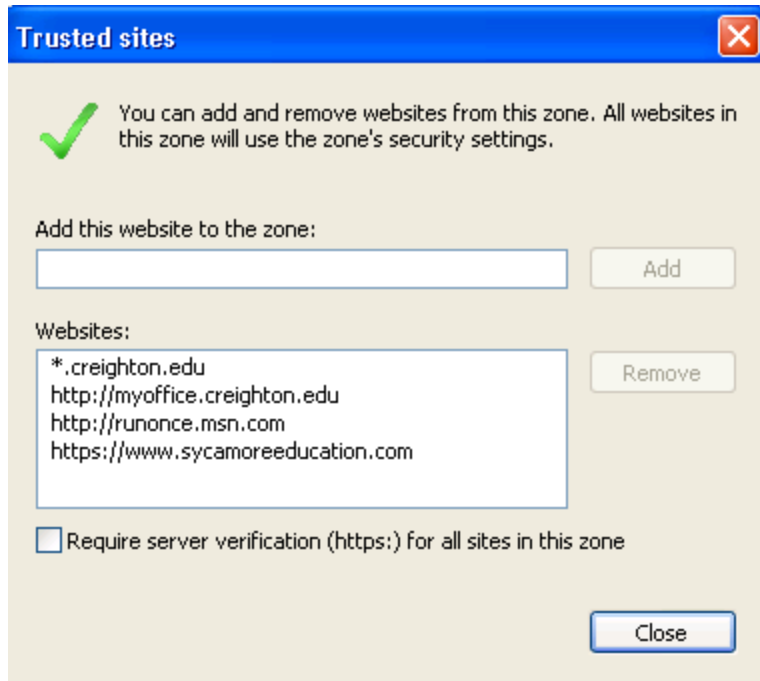 Trusted sites
You can add and remove websites from this zone. All websites in
this zone will use the zone's security settings.
Add this website to the zone:
Add
Websites:
*.creighton.edu
http://myoffice.creighton.edu
http://runonce.msn.com
https://www.sycamoreeducation.com
Remove
Require server verification (https:) for all sites in this zone
Close